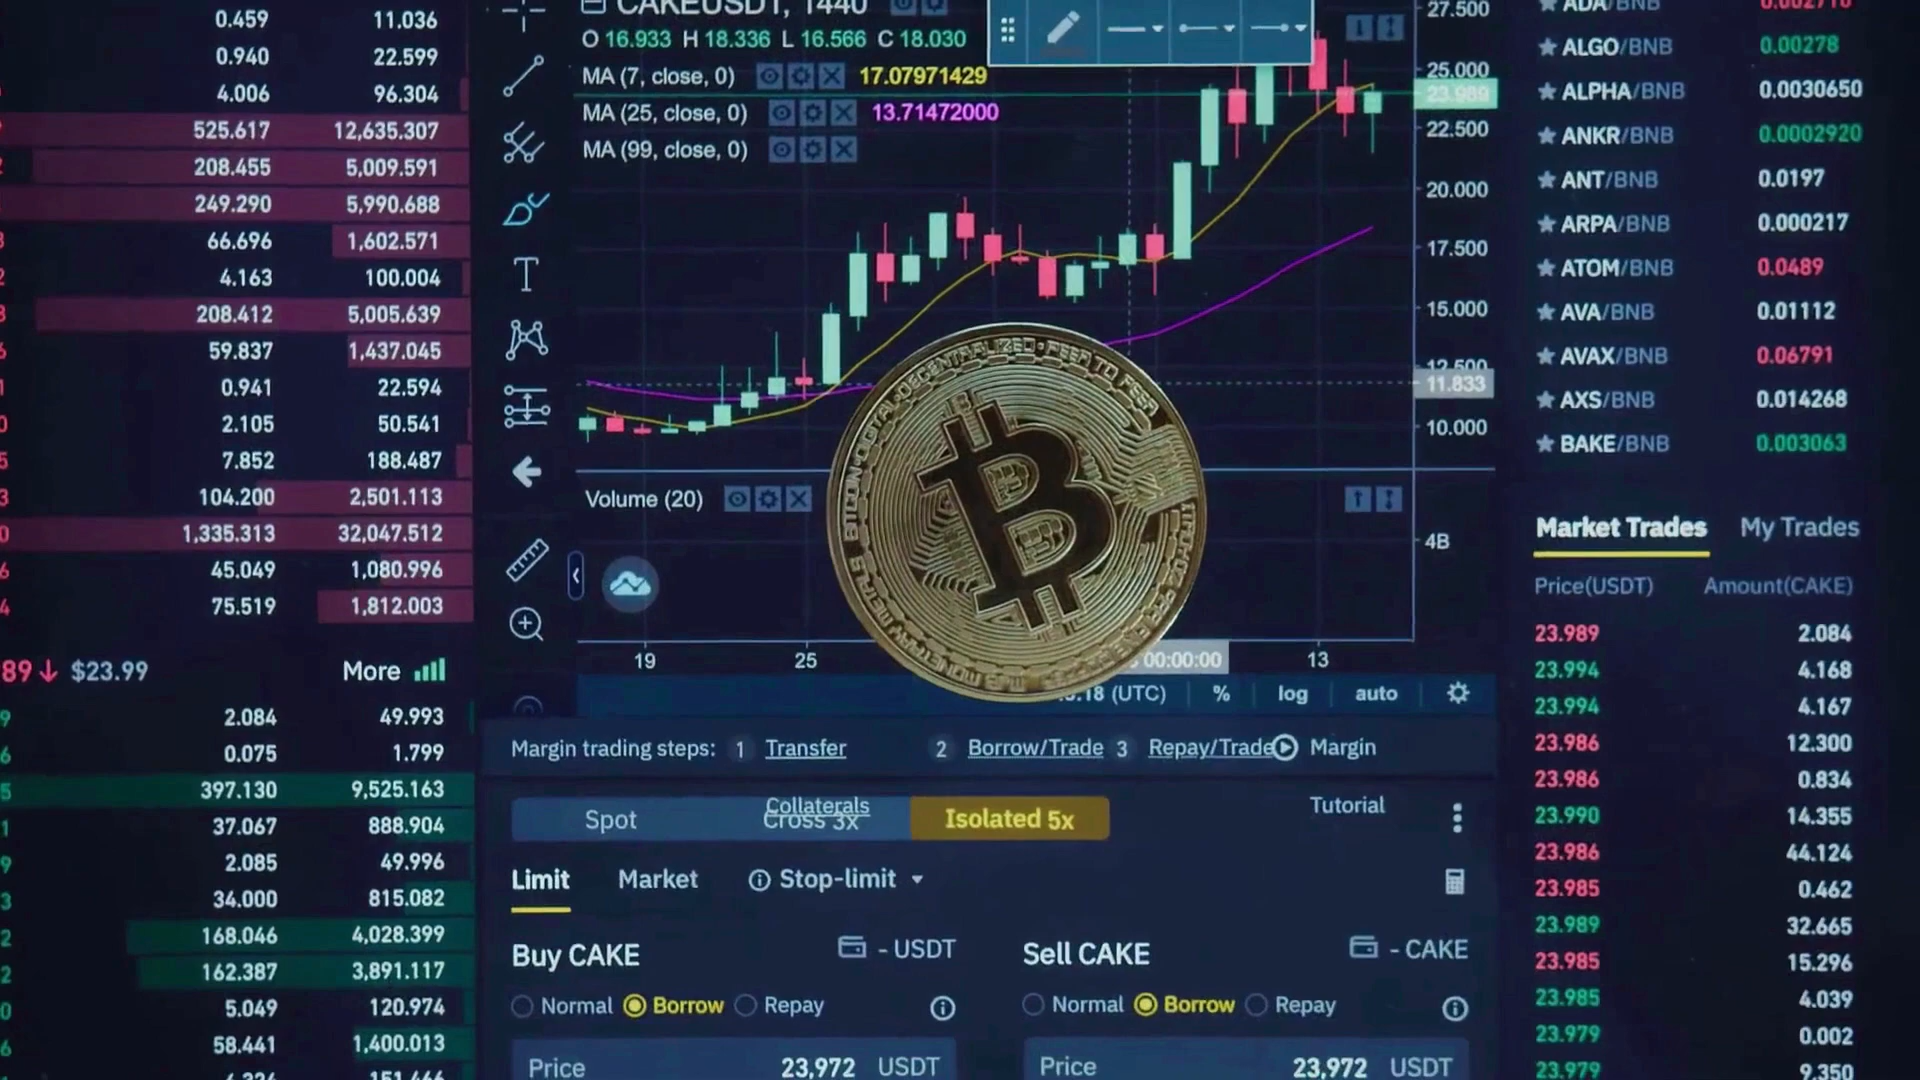 0.459 11.036
0.940 22.599
4.006 96.304
525.617 12,635.307
208.455 5,009.591
249.290 5,990.688
66.696 1,602.571
4.163 100.004
208.412 5,005.639
59.837 1,437.045
0.941 22.594
2.105 50.541
7.852 188.487
104.200 2,501.113
1,335.313 32,047.512
45.049 1,080.996
75.519 1,812.003
89 $23.99 More
2.084 49.993
0.075 1.799
397.130 9,525.163
37.067 888.904
2.085 49.996
34.000 815.082
168.046 4,028.399
162.387 3,891.117
5.049 120.974
58.441 1,400.013
CAKEUSDT, 1440
O 16.933 H 18.336 L 16.566 C 18.030
MA (7, close, 0) 17.07971429
MA (25, close, 0) 13.71472000
MA (99, close, 0)
27.500
25.000
23.989
22.500
20.000
17.500
15.000
12.500
11.833
10.000
Volume (20)
4B
19 25 00:00:00 13
18 (UTC) % log auto
BITCOIN DIGITAL DECENTRALIZED PEER TO PEER
B
Margin trading steps: 1 Transfer 2 Borrow/Trade 3 Repay/Trade Margin
Collaterals Tutorial
Spot Cross 3x Isolated 5x
Limit Market Stop-limit
Buy CAKE - USDT
Normal Borrow Repay
Price 23,972 USDT
Sell CAKE - CAKE
Normal Borrow Repay
Price 23,972 USDT
ADA/BNB 0.002710
ALGO/BNB 0.00278
ALPHA/BNB 0.0030650
ANKR/BNB 0.0002920
ANT/BNB 0.0197
ARPA/BNB 0.000217
ATOM/BNB 0.0489
AVA/BNB 0.01112
AVAX/BNB 0.06791
AXS/BNB 0.014268
BAKE/BNB 0.003063
Market Trades My Trades
Price(USDT) Amount(CAKE)
23.989 2.084
23.994 4.168
23.994 4.167
23.986 12.300
23.986 0.834
23.990 14.355
23.986 44.124
23.985 0.462
23.989 32.665
23.985 15.296
23.985 4.039
23.979 0.002
23.979 9.350